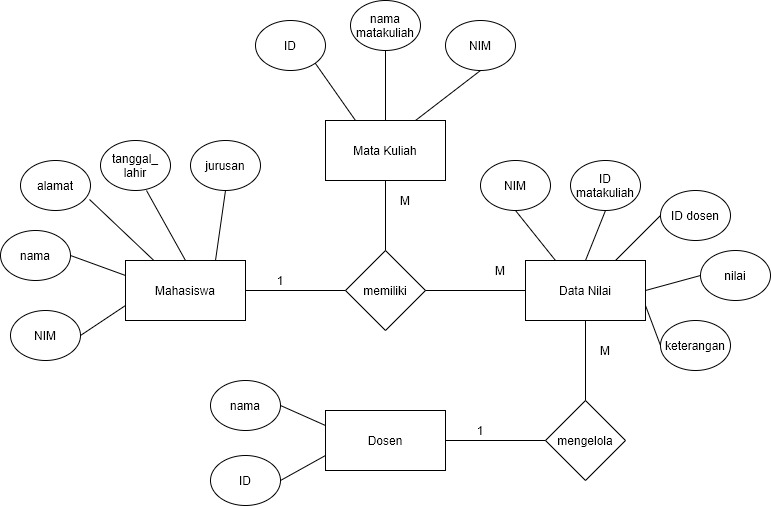 nama
matakuliah
ID
NIM
Mata Kuliah
tanggal_
lahir
jurusan
alamat
M
NIM
ID
matakuliah
ID dosen
nama
Mahasiswa
1
memiliki
M
Data Nilai
nilai
NIM
keterangan
M
nama
Dosen
1
mengelola
ID